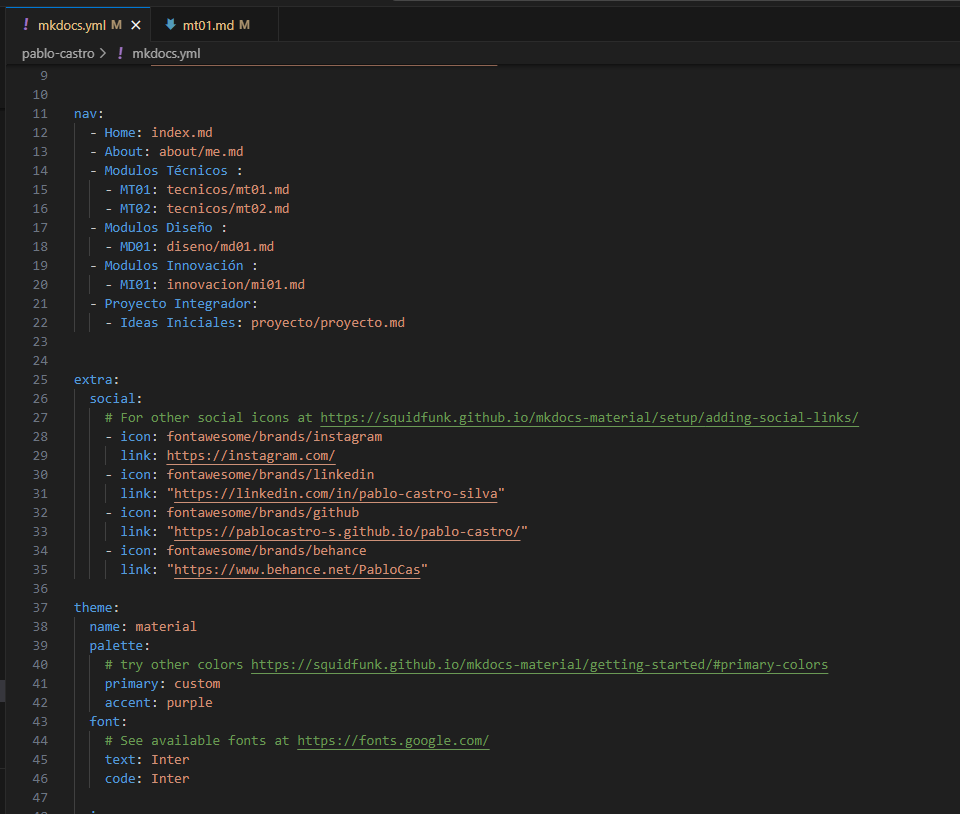 ! mkdocs.yml M × mt01.md M
pablo-castro > ! mkdocs.yml
9
10
11 nav:
12 - Home: index.md
13 - About: about/me.md
14 - Modulos Técnicos :
15 - MT01: tecnicos/mt01.md
16 - MT02: tecnicos/mt02.md
17 - Modulos Diseño :
18 - MD01: diseno/md01.md
19 - Modulos Innovación :
20 - MI01: innovacion/mi01.md
21 - Proyecto Integrador:
22 - Ideas Iniciales: proyecto/proyecto.md
23
24
25 extra:
26 social:
27 # For other social icons at https://squidfunk.github.io/mkdocs-material/setup/adding-social-links/
28 - icon: fontawesome/brands/instagram
29 link: https://instagram.com/
30 - icon: fontawesome/brands/linkedin
31 link: "https://linkedin.com/in/pablo-castro-silva"
32 - icon: fontawesome/brands/github
33 link: "https://pablocastro-s.github.io/pablo-castro/"
34 - icon: fontawesome/brands/behance
35 link: "https://www.behance.net/PabloCas"
36
37 theme:
38 name: material
39 palette:
40 # try other colors https://squidfunk.github.io/mkdocs-material/getting-started/#primary-colors
41 primary: custom
42 accent: purple
43 font:
44 # See available fonts at https://fonts.google.com/
45 text: Inter
46 code: Inter
47